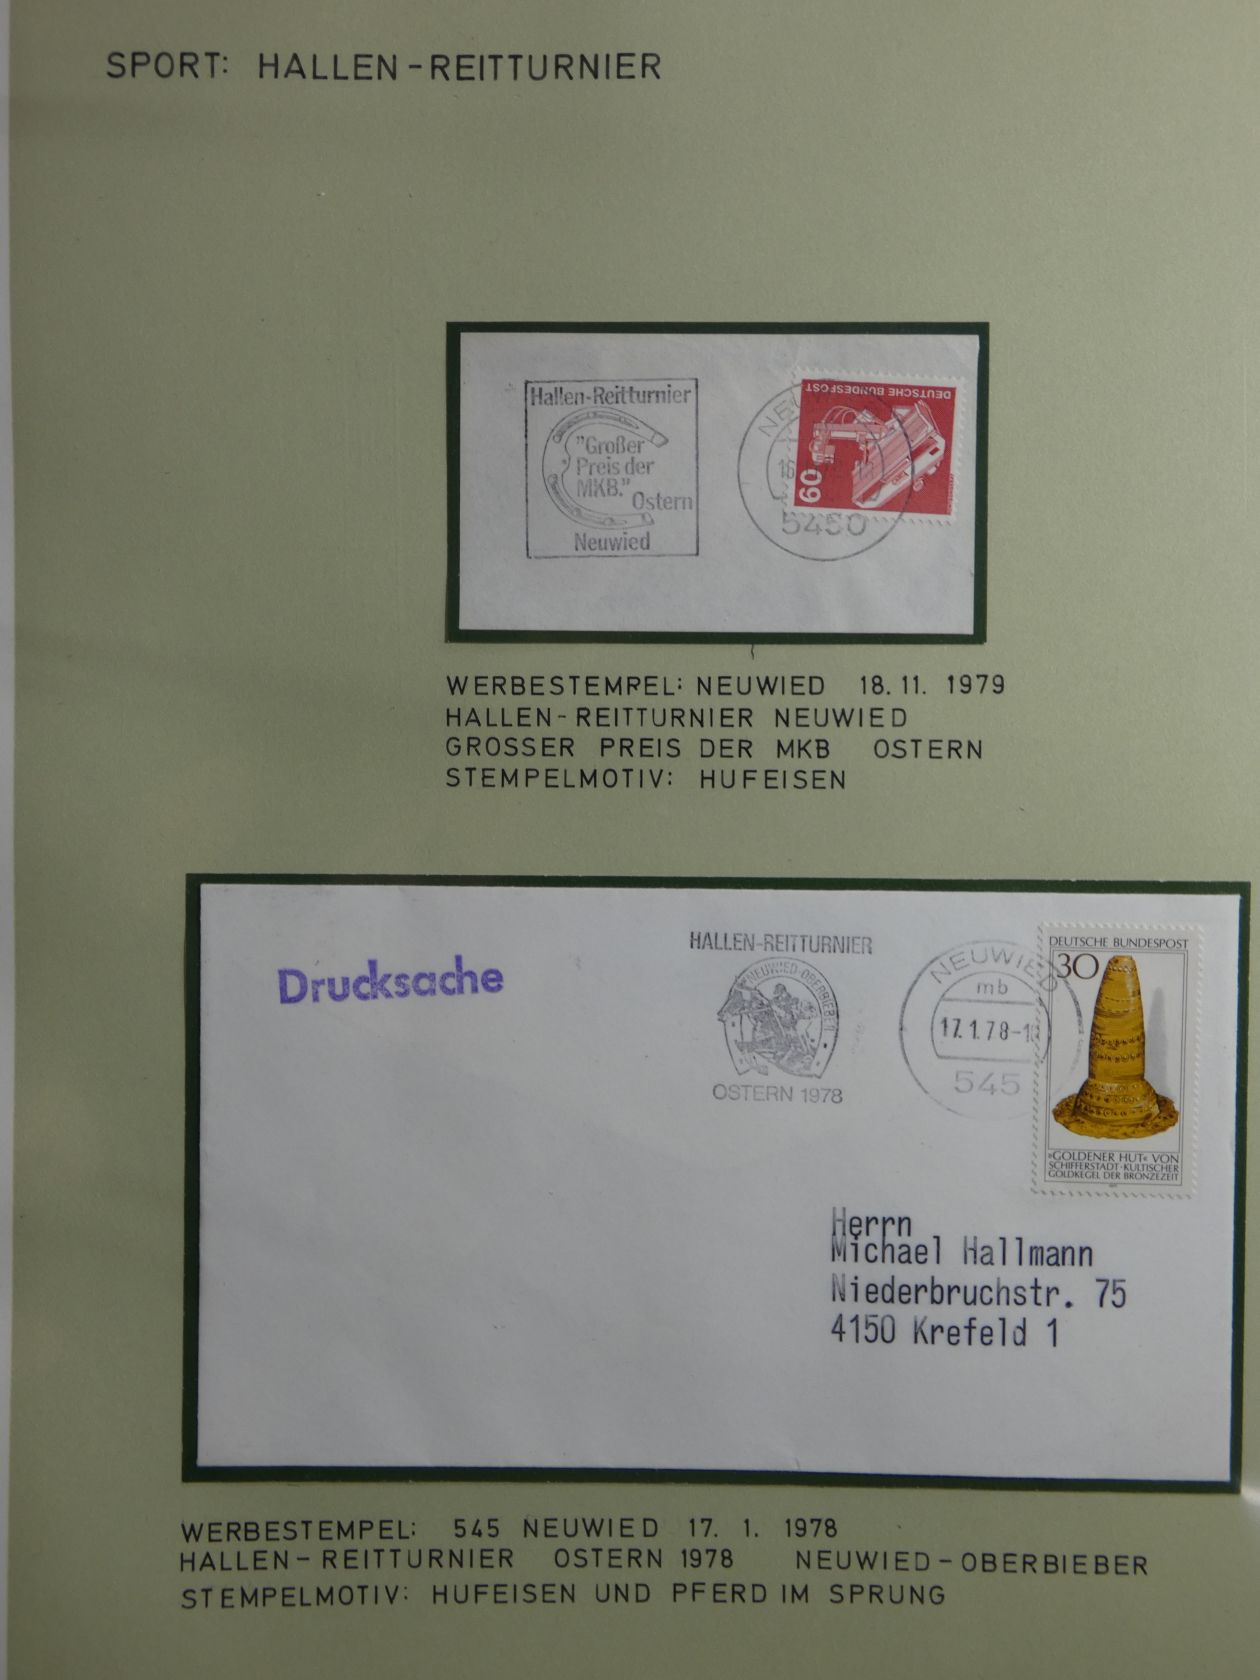 SPORT: HALLEN-REITTURNIER
Hallen-Reitturnier
"Großer
Preis der
MKB."
Ostern
Neuwied
5450
DEUTSCHE BUNDESPOST
60
WERBESTEMPEL: NEUWIED 18.11. 1979
HALLEN-REITTURNIER NEUWIED
GROSSER PREIS DER MKB OSTERN
STEMPELMOTIV: HUFEISEN
Drucksache
HALLEN-REITTURNIER
NEUWIED-OBERBIEBER
OSTERN 1978
NEUWIED
mb
17.1.78
545
DEUTSCHE BUNDESPOST
30
»GOLDENER HUT« VON
SCHIFFERSTADT·KULTISCHER
GOLDKEGEL DER BRONZEZEIT
Herrn
Michael Hallmann
Niederbruchstr. 75
4150 Krefeld 1
WERBESTEMPEL: 545 NEUWIED 17. 1. 1978
HALLEN-REITTURNIER OSTERN 1978 NEUWIED-OBERBIEBER
STEMPELMOTIV: HUFEISEN UND PFERD IM SPRUNG